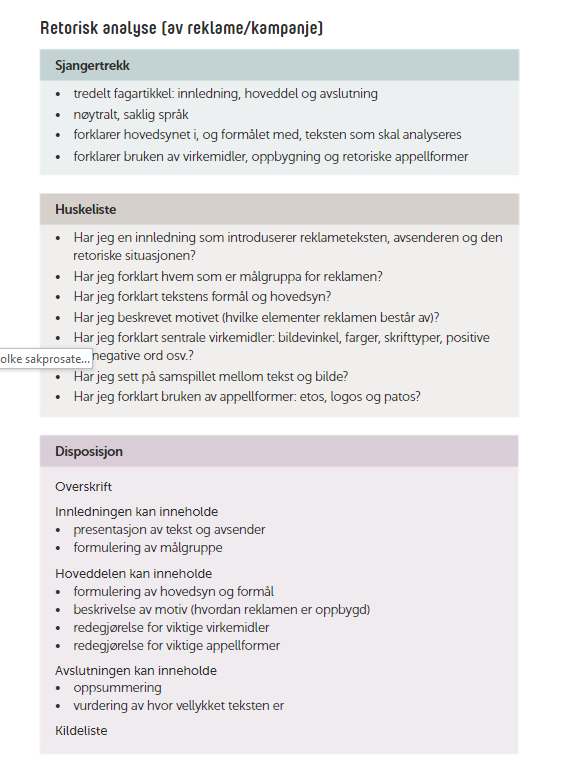 Retorisk analyse (av reklame/kampanje)
Sjangertrekk
• tredelt fagartikkel: innledning, hoveddel og avslutning
• nøytralt, saklig språk
• forklarer hovedsynet i, og formålet med, teksten som skal analyseres
• forklarer bruken av virkemidler, oppbygning og retoriske appellformer
Huskeliste
• Har jeg en innledning som introduserer reklameteksten, avsenderen og den
retoriske situasjonen?
• Har jeg forklart hvem som er målgruppa for reklamen?
• Har jeg forklart tekstens formål og hovedsyn?
• Har jeg beskrevet motivet (hvilke elementer reklamen består av)?
• Har jeg forklart sentrale virkemidler: bildevinkel, farger, skrifttyper, positive
olke sakprosate...
negative ord osv.?
• Har jeg sett på samspillet mellom tekst og bilde?
• Har jeg forklart bruken av appellformer: etos, logos og patos?
Disposisjon
Overskrift
Innledningen kan inneholde
• presentasjon av tekst og avsender
• formulering av målgruppe
Hoveddelen kan inneholde
• formulering av hovedsyn og formål
• beskrivelse av motiv (hvordan reklamen er oppbygd)
• redegjørelse for viktige virkemidler
• redegjørelse for viktige appellformer
Avslutningen kan inneholde
• oppsummering
• vurdering av hvor vellykket teksten er
Kildeliste